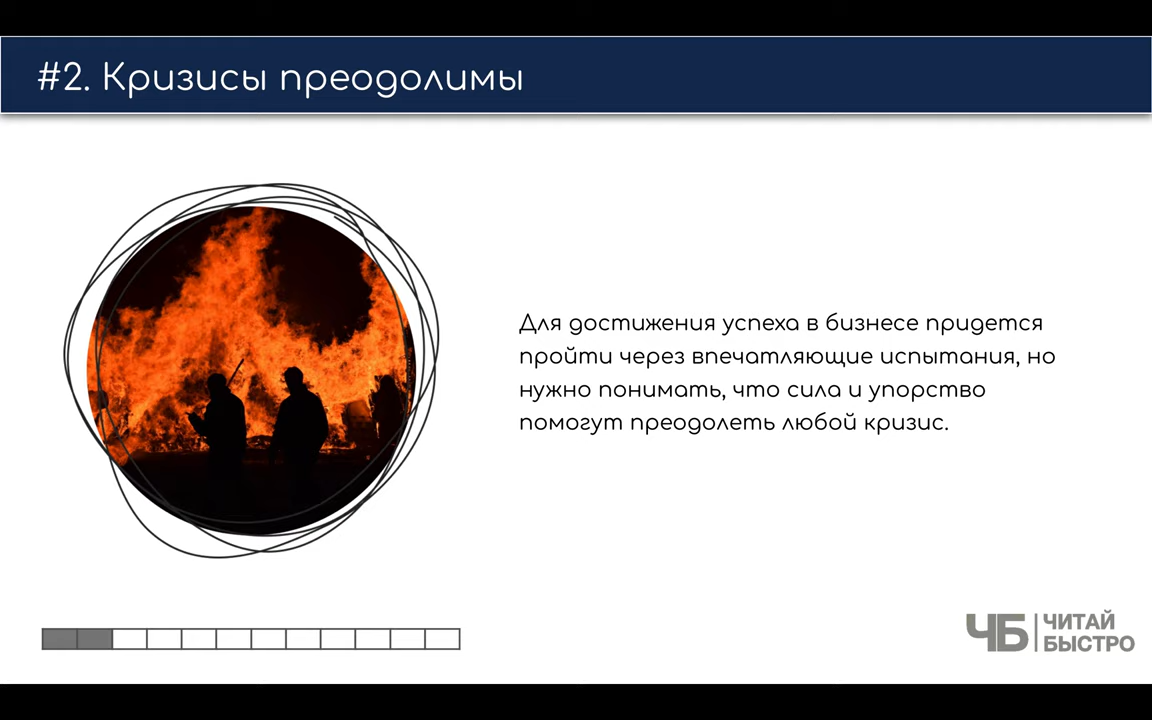 #2. Кризисы преодолимы
Для достижения успеха в бизнесе придется
пройти через впечатляющие испытания, но
нужно понимать, что сила и упорство
помогут преодолеть любой кризис.
ЧБ
ЧИТАЙ
БЫСТРО